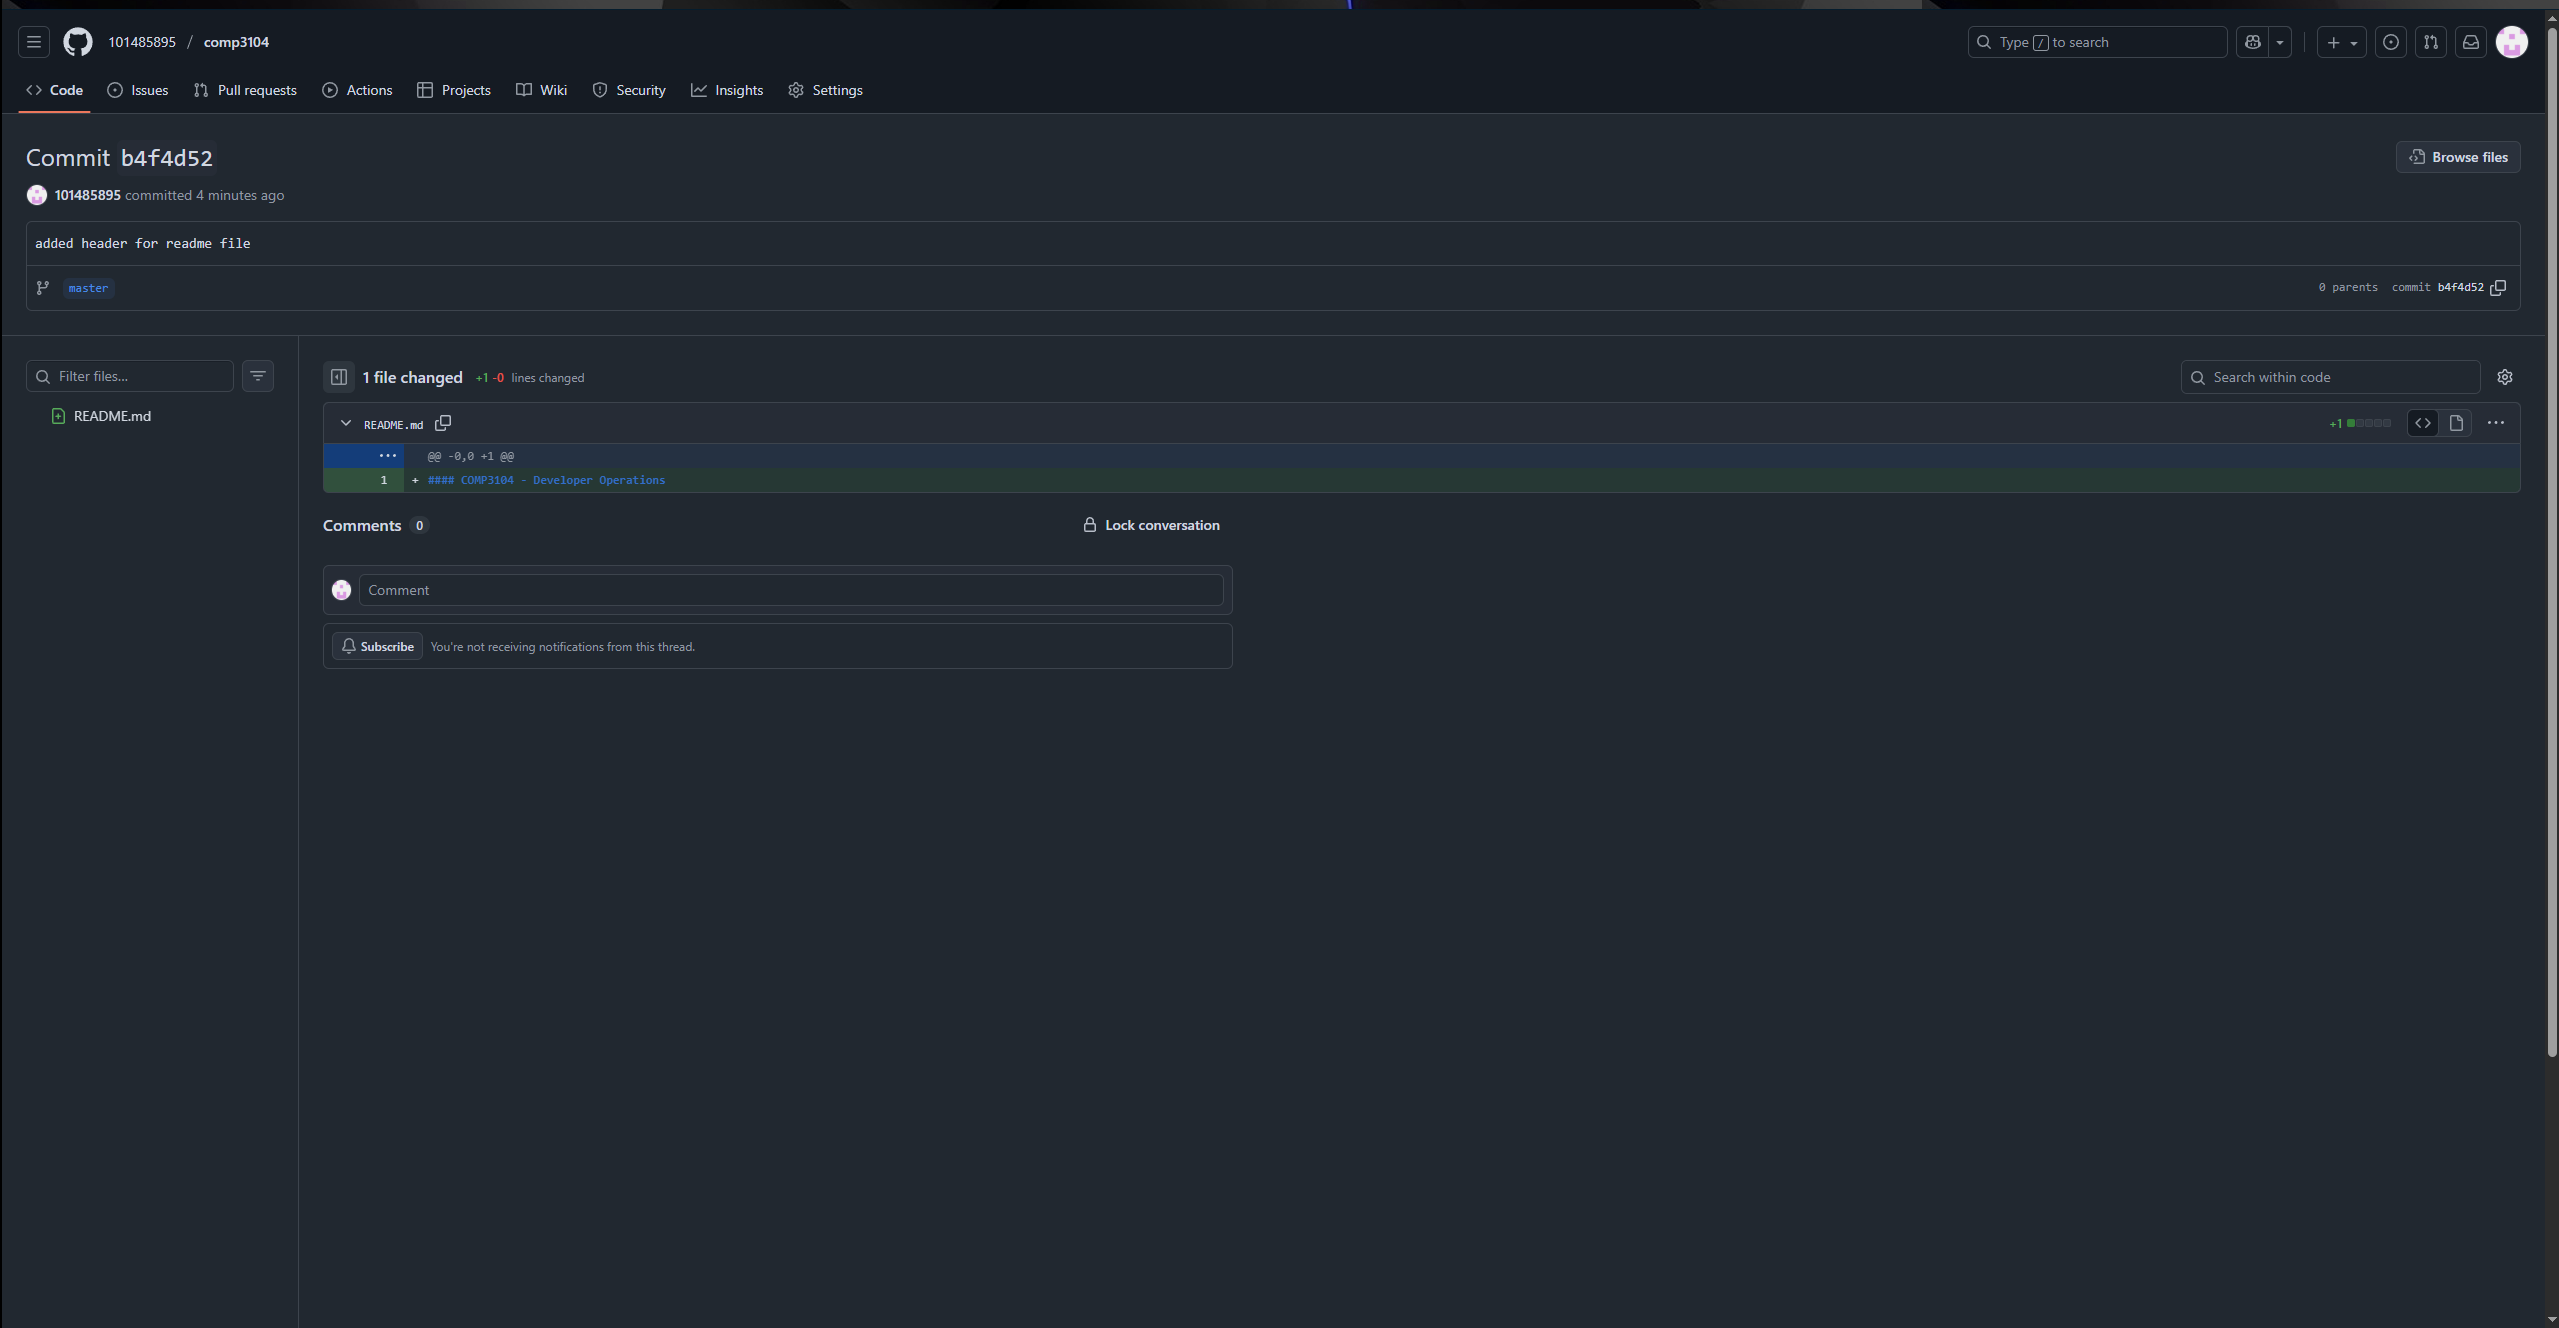 101485895 / comp3104
Type / to search
Code Issues Pull requests Actions Projects Wiki Security Insights Settings
Commit b4f4d52
Browse files
101485895 committed 4 minutes ago
added header for readme file
master
0 parents commit b4f4d52
Filter files...
1 file changed +1 -0 lines changed
Search within code
README.md
README.md
+1
... @@ -0,0 +1 @@
1 + #### COMP3104 - Developer Operations
Comments 0
Lock conversation
Comment
Subscribe You're not receiving notifications from this thread.